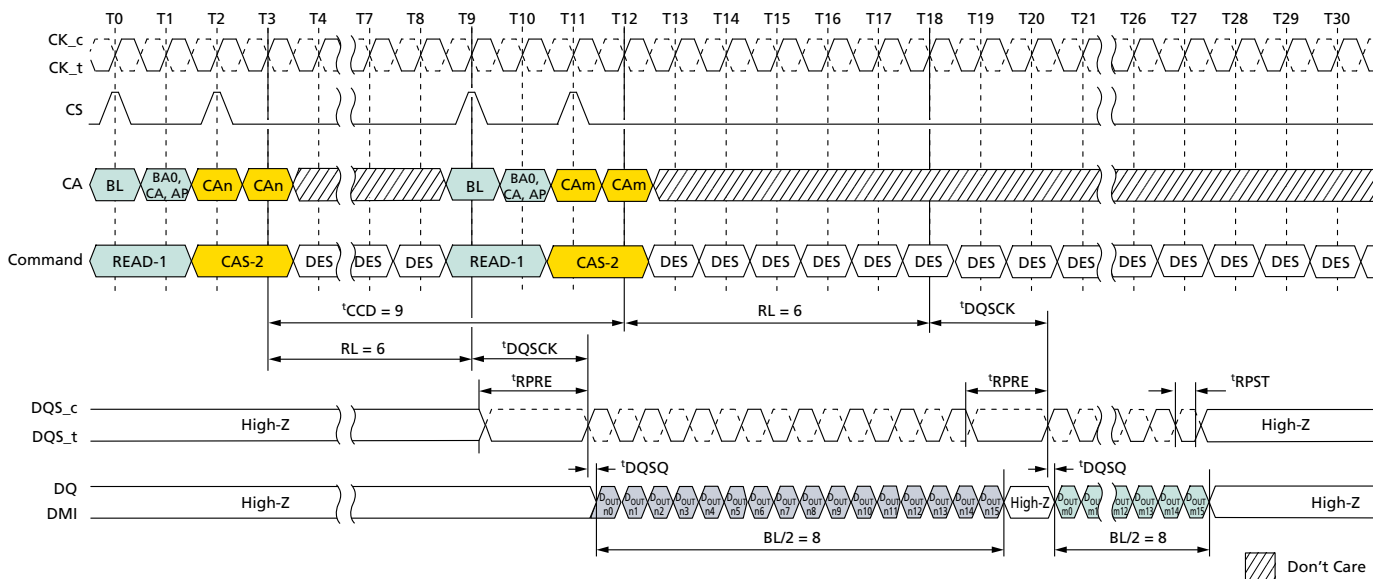 T0 T1 T2 T3 T4 T7 T8 T9 T10 T11 T12 T13 T14 T15 T16 T17 T18 T19 T20 T21 T26 T27 T28 T29 T30
CK_c
CK_t
CS
CA BL BA0, CA, AP CAn CAn BL BA0, CA, AP CAm CAm
Command READ-1 CAS-2 DES DES DES READ-1 CAS-2 DES DES DES DES DES DES DES DES DES DES DES DES DES DES
tCCD = 9 RL = 6 tDQSCK
RL = 6 tDQSCK
tRPRE tRPRE tRPST
DQS_c
DQS_t
High-Z High-Z
tDQSQ tDQSQ
DQ
DMI
High-Z DOUT n0 DOUT n1 DOUT n2 DOUT n3 DOUT n4 DOUT n5 DOUT n6 DOUT n7 DOUT n8 DOUT n9 DOUT n10 DOUT n11 DOUT n12 DOUT n13 DOUT n14 DOUT n15 High-Z DOUT m0 DOUT m1 DOUT m12 DOUT m13 DOUT m14 DOUT m15 High-Z
BL/2 = 8 BL/2 = 8
Don't Care